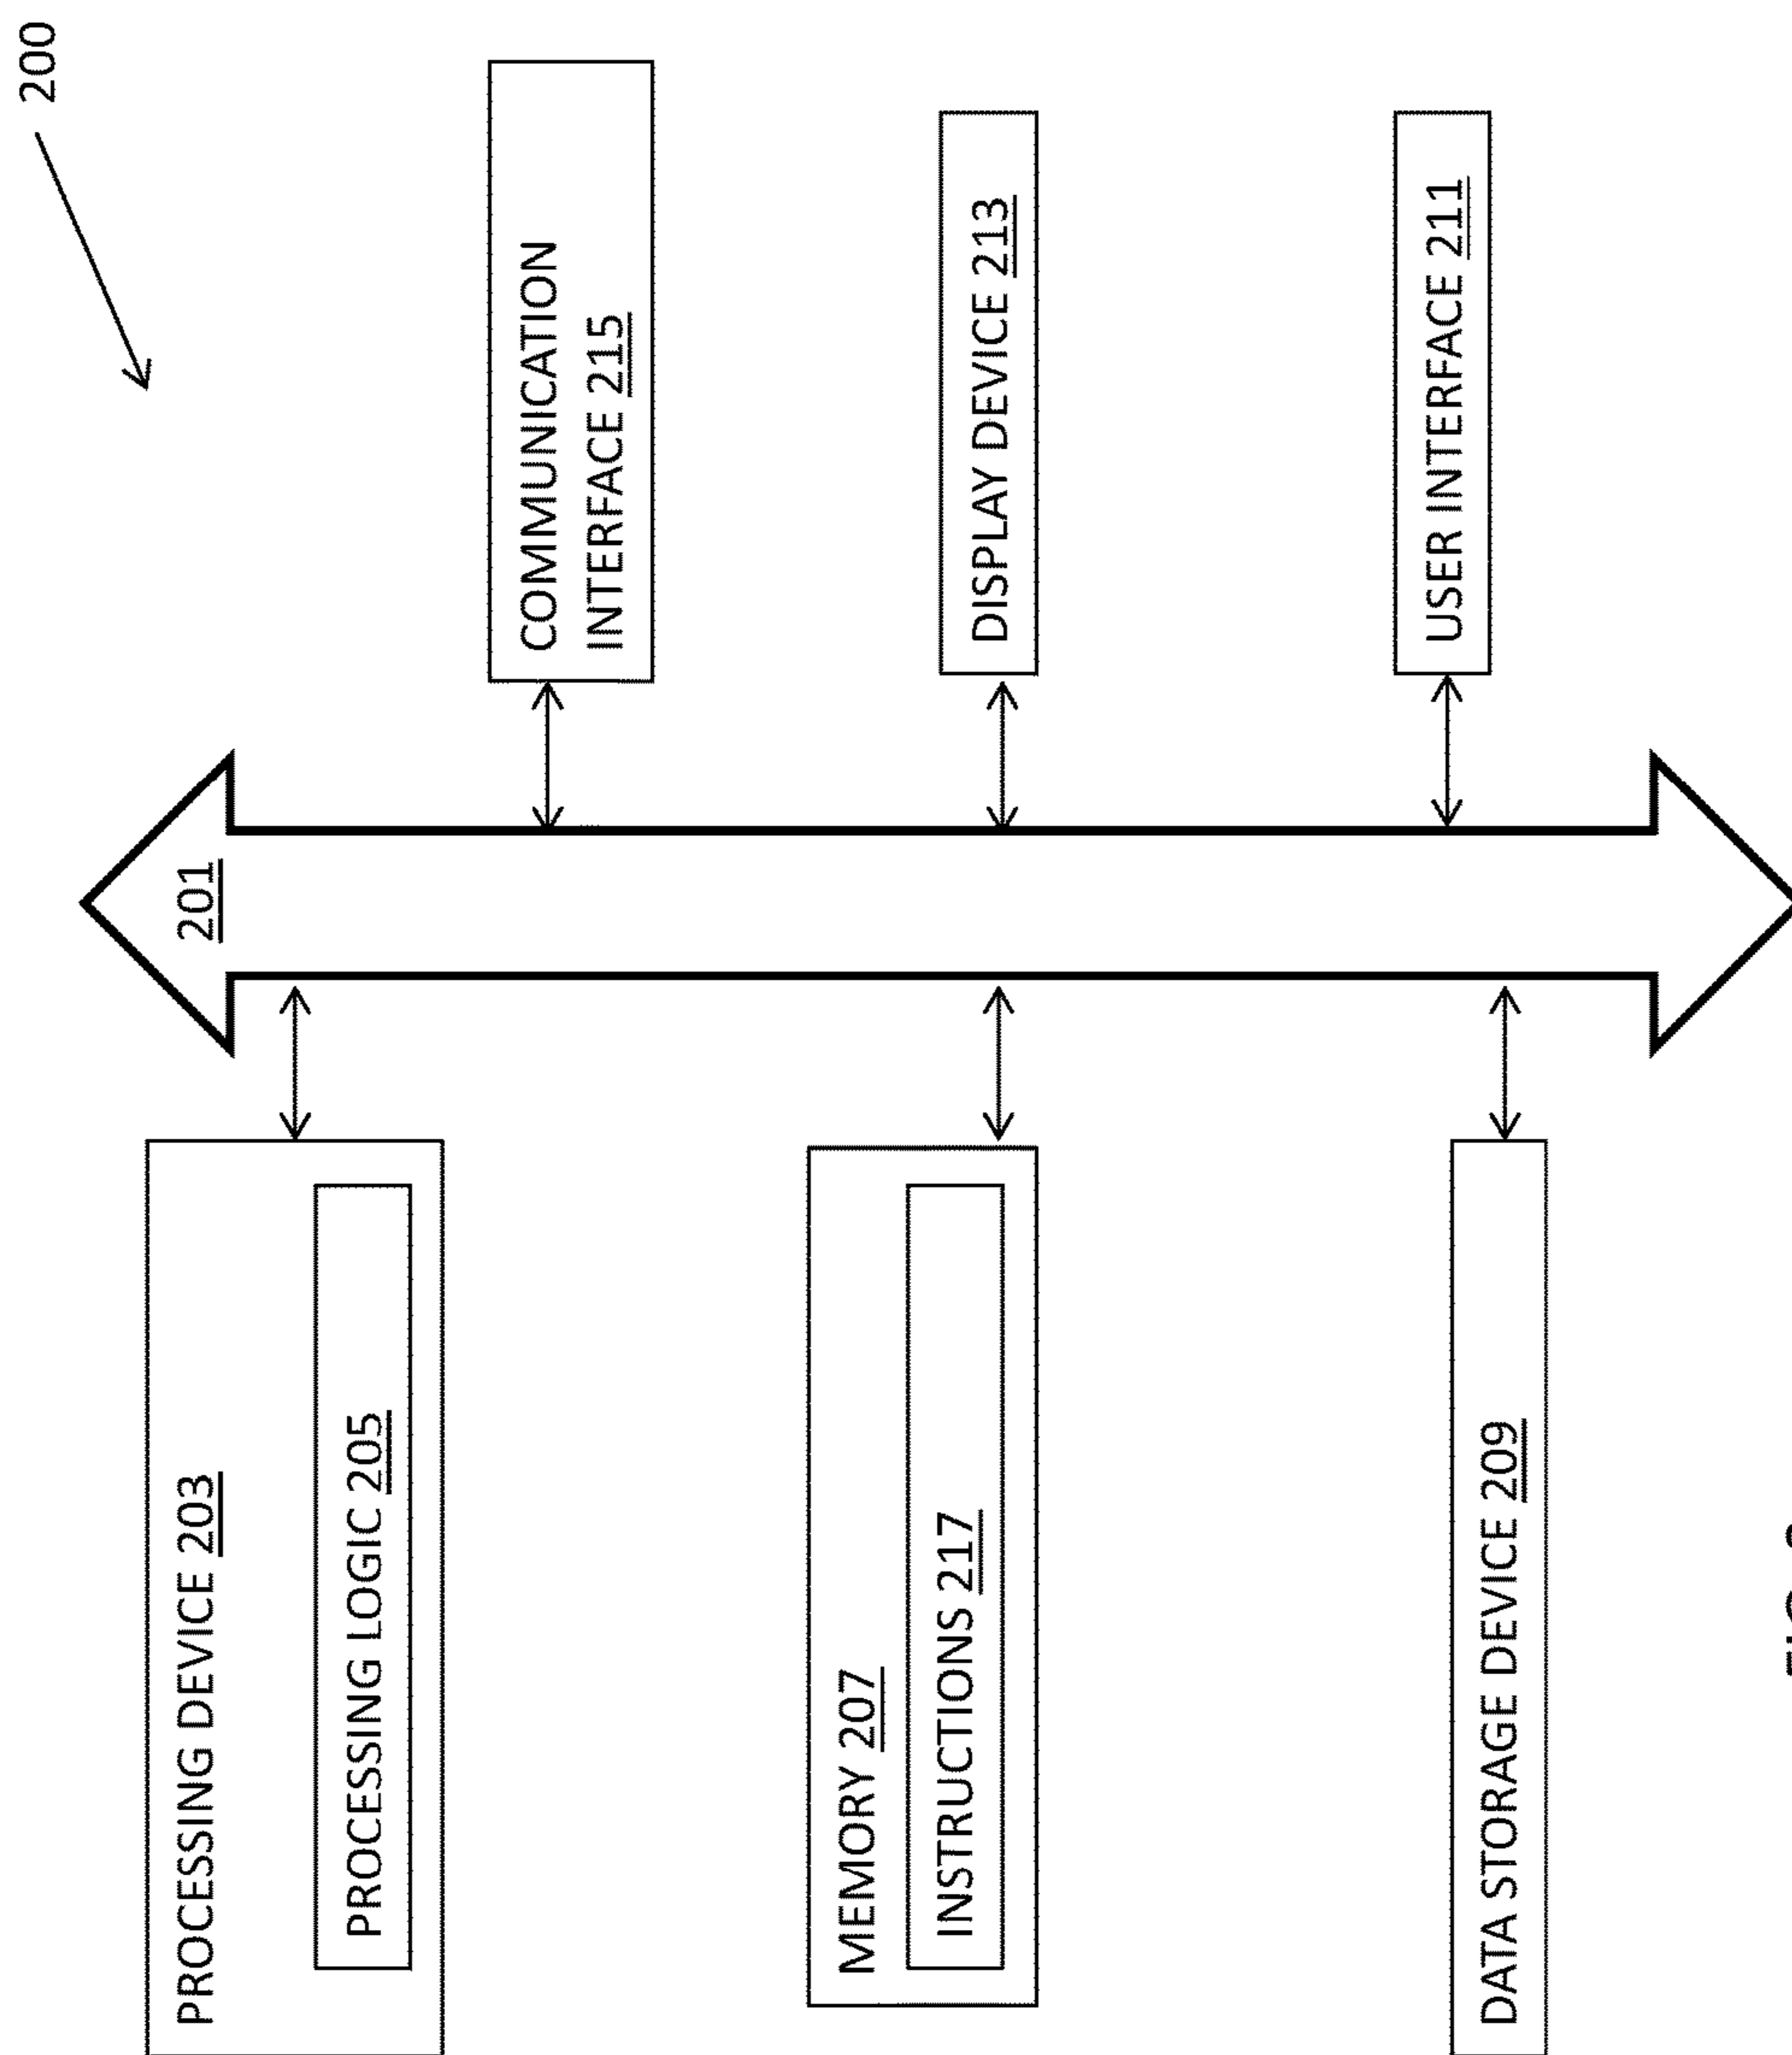 200
PROCESSING DEVICE 203
PROCESSING LOGIC 205
201
COMMUNICATION
INTERFACE 215
MEMORY 207
INSTRUCTIONS 217
DISPLAY DEVICE 213
DATA STORAGE DEVICE 209
USER INTERFACE 211
FIG.